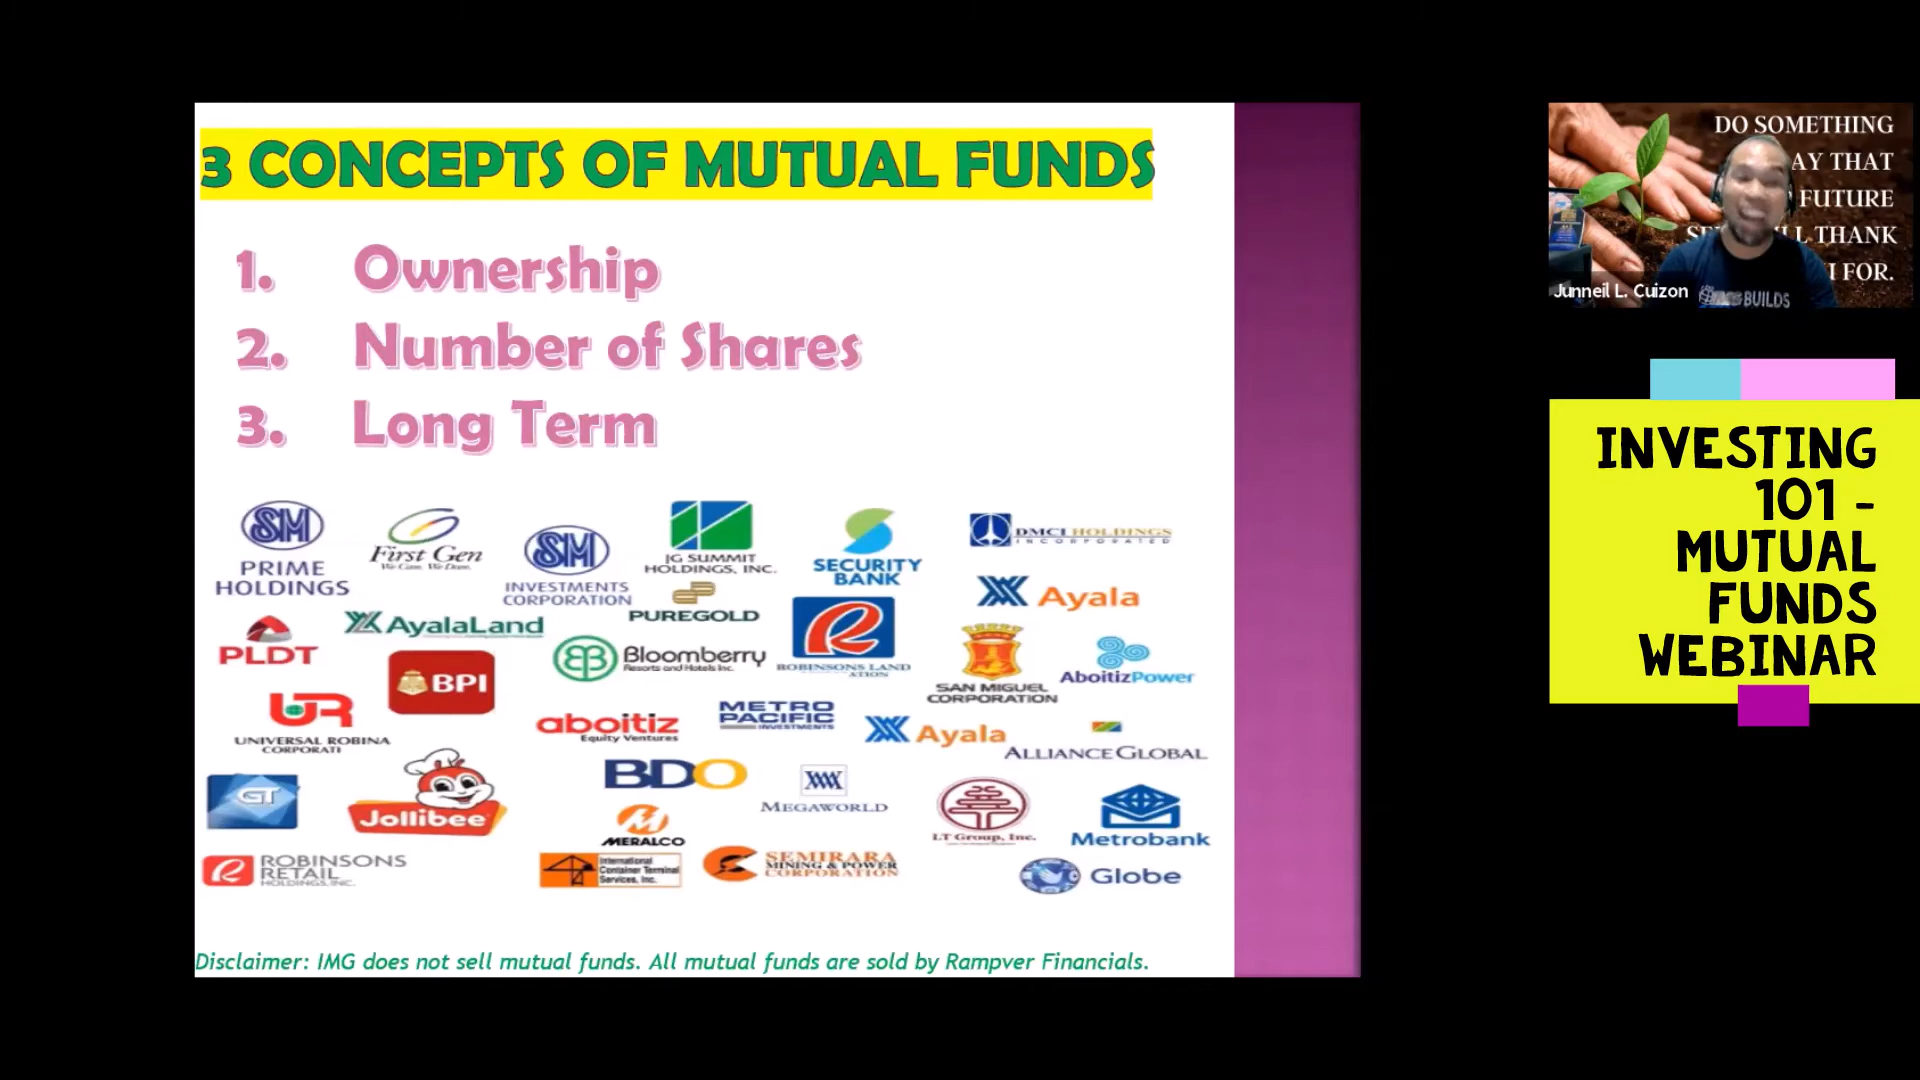 3 CONCEPTS OF MUTUAL FUNDS
1. Ownership
2. Number of Shares
3. Long Term
SM
PRIME
HOLDINGS
First Gen
We Can. We Dare.
SM
INVESTMENTS
CORPORATION
JG SUMMIT
HOLDINGS, INC.
SECURITY
BANK
DMCI HOLDINGS
INCORPORATED
PUREGOLD
Ayala
PLDT
AyalaLand
BPI
Bloomberry
Resorts and Hotels Inc.
R
ROBINSONS LAND
ATION
SAN MIGUEL
CORPORATION
AboitizPower
UR
UNIVERSAL ROBINA
CORPORATI
aboitiz
Equity Ventures
METRO
PACIFIC
INVESTMENTS
Ayala
ALLIANCE GLOBAL
GT
Jollibee
BDO
MEGAWORLD
LT Group, Inc.
Metrobank
MERALCO
ROBINSONS
RETAIL
HOLDINGS, INC.
International
Container Terminal
Services, Inc.
SEMIRARA
MINING & POWER
CORPORATION
Globe
Disclaimer: IMG does not sell mutual funds. All mutual funds are sold by Rampver Financials.
DO SOMETHING
AY THAT
FUTURE
LL THANK
FOR.
Junneil L. Cuizon
BUILDS
INVESTING
101 -
MUTUAL
FUNDS
WEBINAR